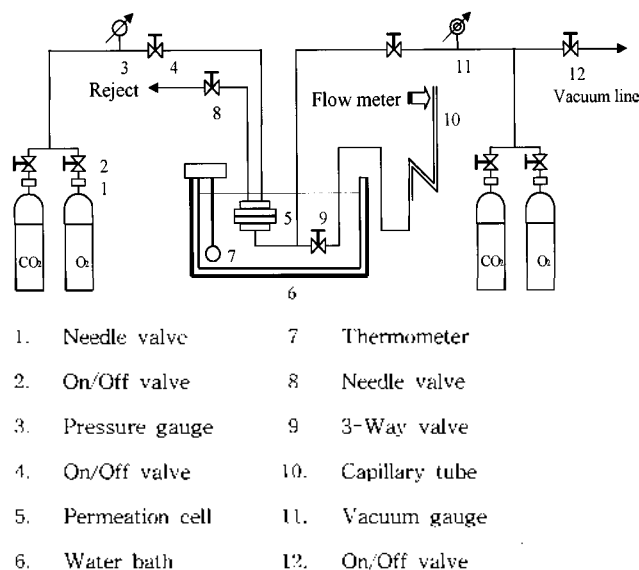 3
4
11
12
Reject
8
Flow meter
10
Vacuum line
2
1
5
9
7
CO₂
O₂
CO₂
O₂
6
1. Needle valve
7 Thermometer
2. On/Off valve
8 Needle valve
3. Pressure gauge
9 3-Way valve
4. On/Off valve
10. Capillary tube
5. Permeation cell
11. Vacuum gauge
6. Water bath
12. On/Off valve